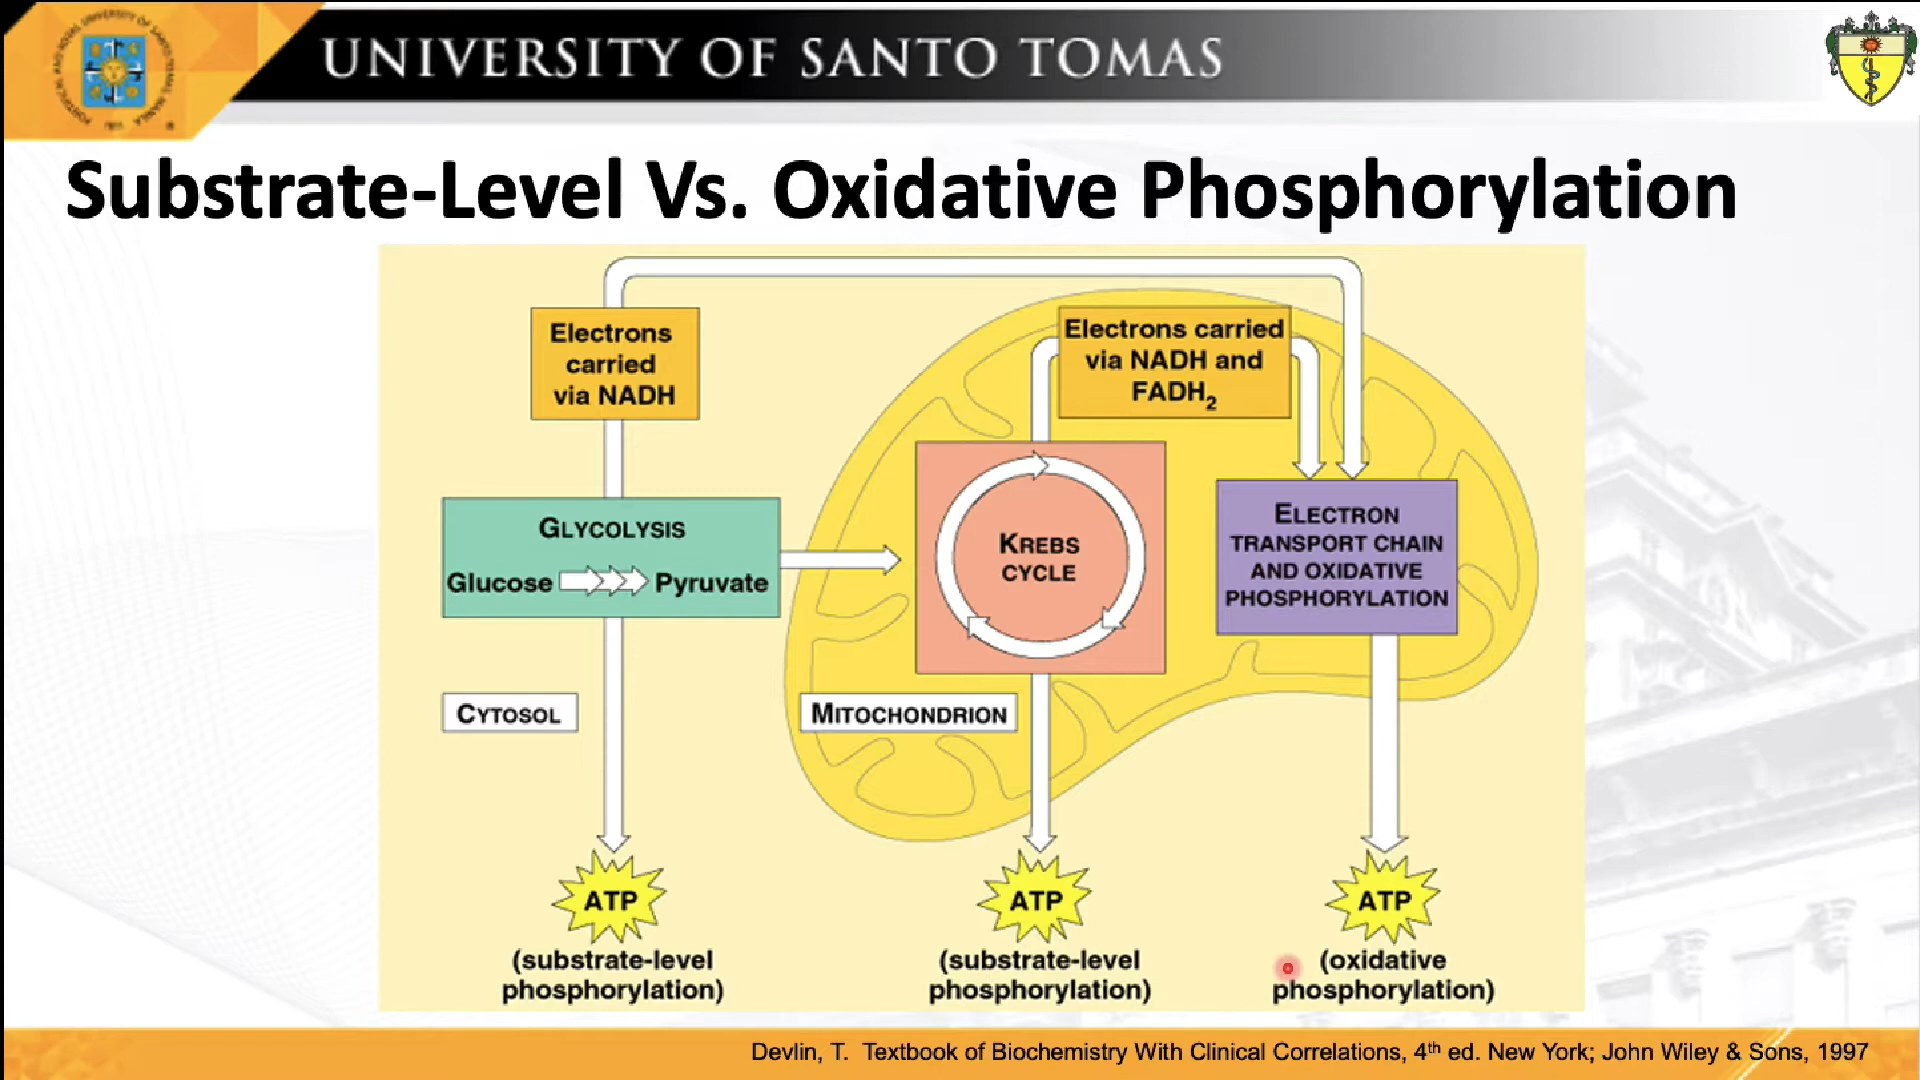 UNIVERSITY OF SANTO TOMAS
Substrate-Level Vs. Oxidative Phosphorylation
Electrons
carried
via NADH
Electrons carried
via NADH and
FADH₂
GLYCOLYSIS
Glucose Pyruvate
KREBS
CYCLE
ELECTRON
TRANSPORT CHAIN
AND OXIDATIVE
PHOSPHORYLATION
CYTOSOL
MITOCHONDRION
ATP
(substrate-level
phosphorylation)
ATP
(substrate-level
phosphorylation)
ATP
(oxidative
phosphorylation)
Devlin, T. Textbook of Biochemistry With Clinical Correlations, 4th ed. New York; John Wiley & Sons, 1997